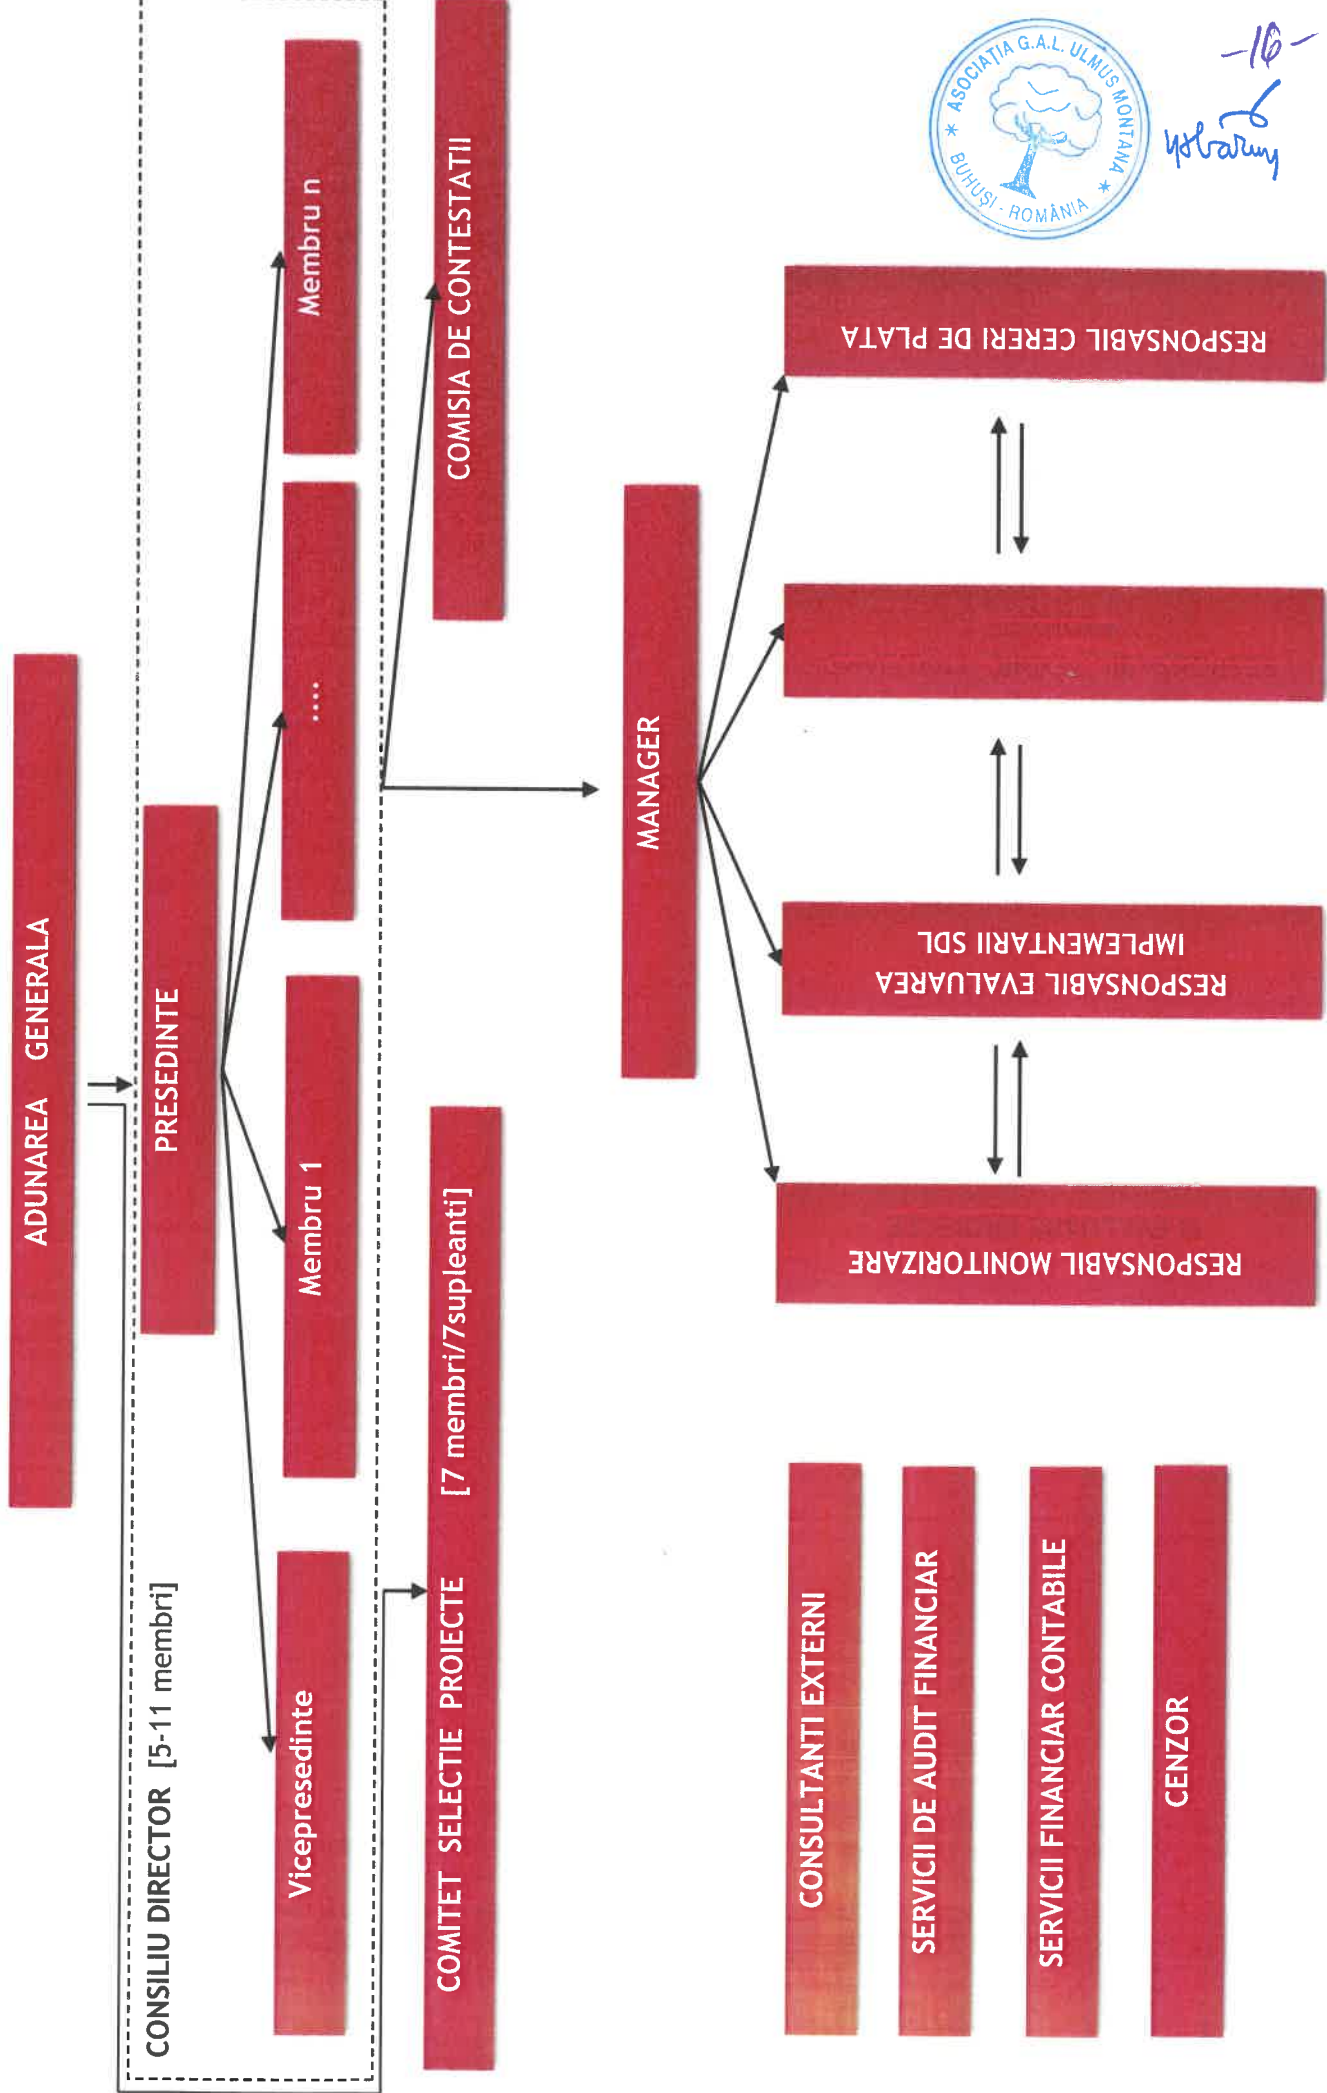 ADUNAREA GENERALA
CONSILIU DIRECTOR [5-11 membri]
PRESEDINTE
Vicepresedinte
Membru 1
....
Membru n
COMITET SELECTIE PROIECTE [7 membri/7supleanti]
COMISIA DE CONTESTATII
MANAGER
CONSULTANTI EXTERNI
SERVICII DE AUDIT FINANCIAR
SERVICII FINANCIAR CONTABILE
CENZOR
RESPONSABIL MONITORIZARE
RESPONSABIL EVALUAREA
IMPLEMENTARII SDL
RESPONSABIL CERERI DE PLATA
* ASOCIAȚIA G.A.L. ULMUS MONTANA *
BUHUȘI - ROMÂNIA
-16-